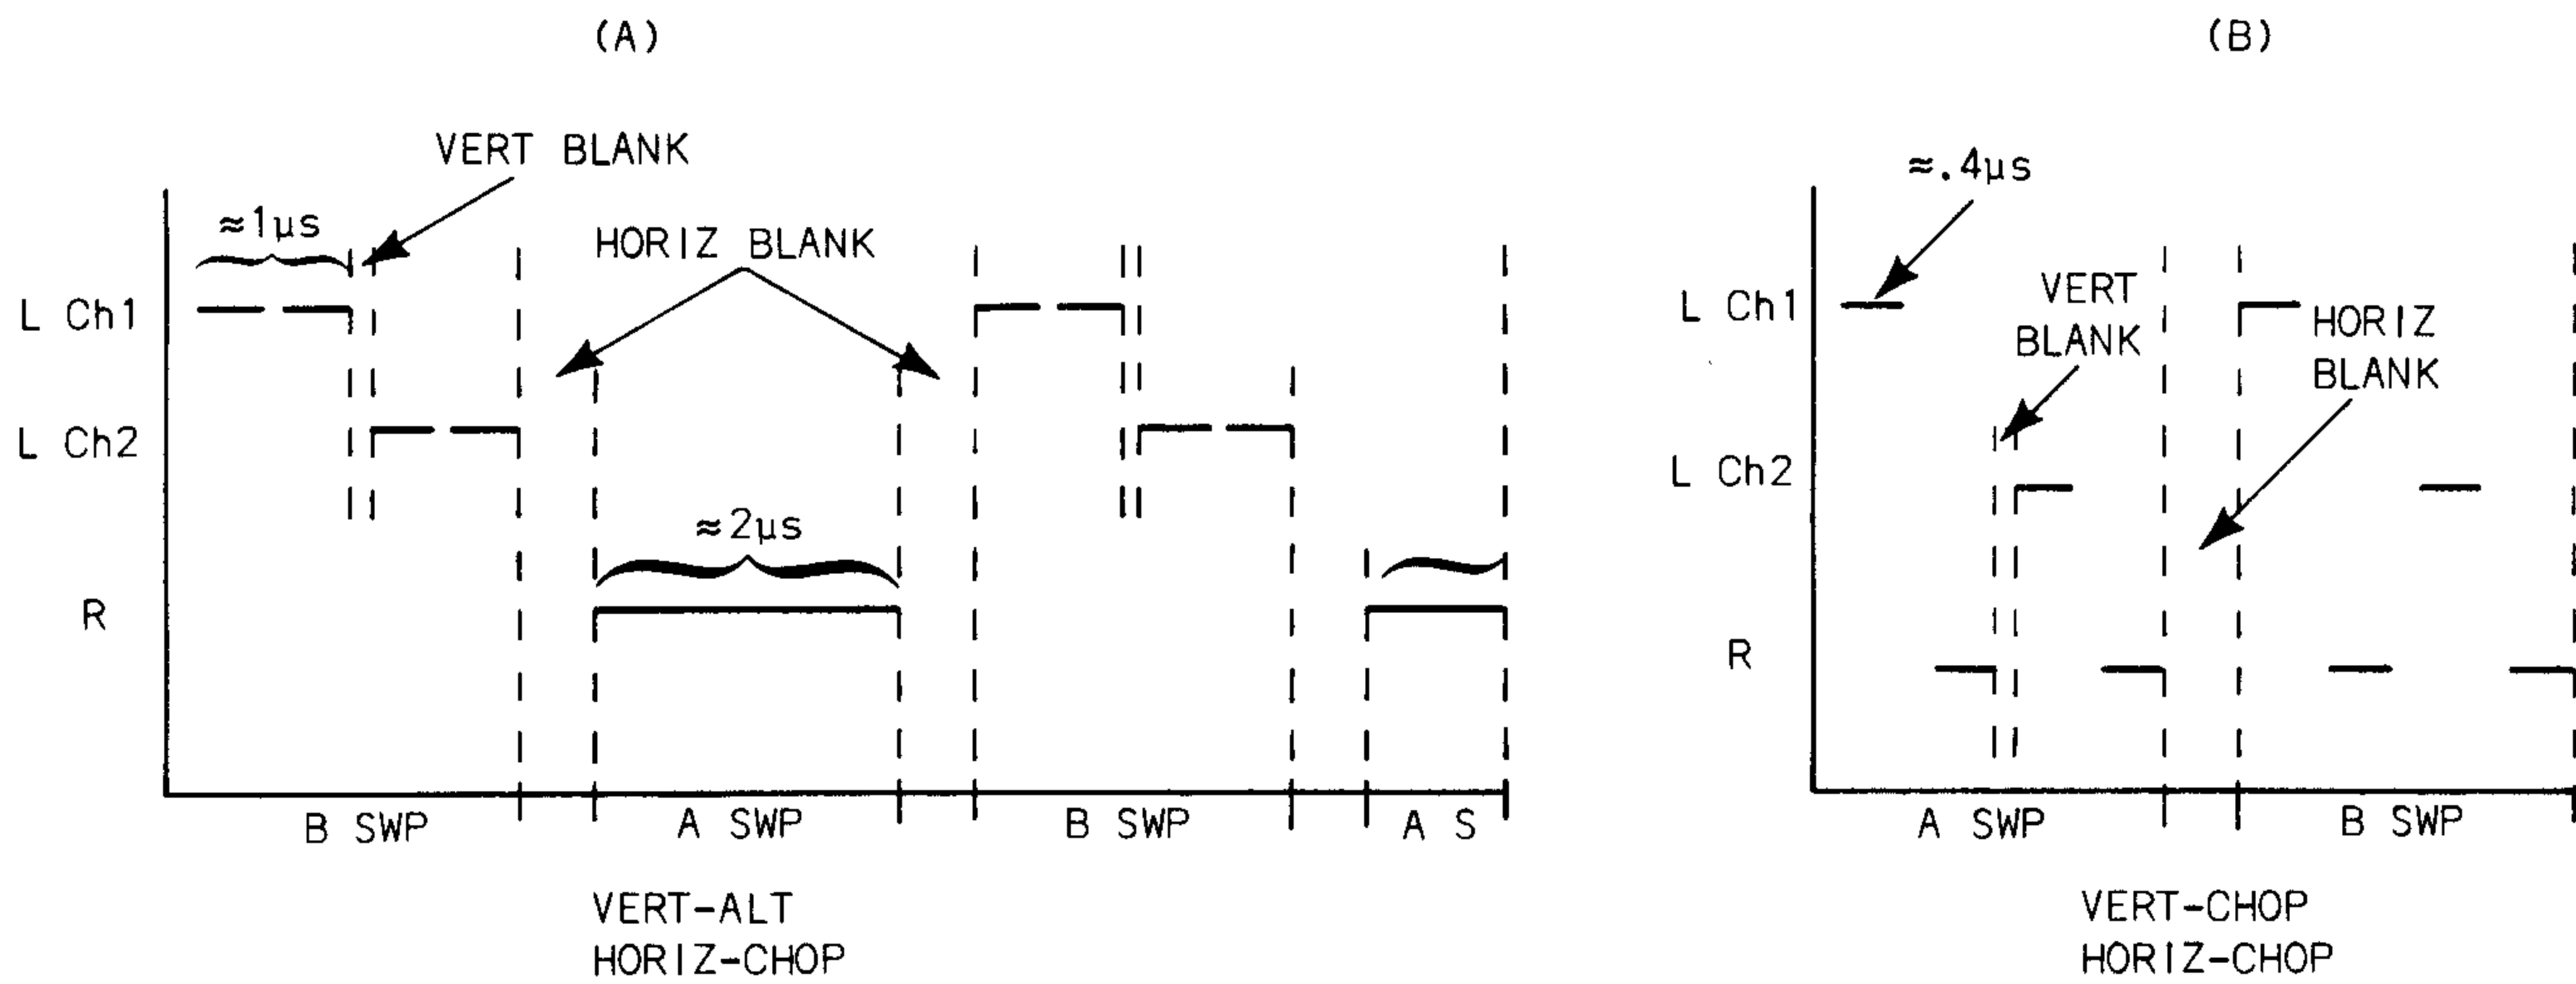 (A)
VERT BLANK
≈1µs
HORIZ BLANK
L Ch1
L Ch2
≈2µs
R
B SWP
A SWP
B SWP
A S
VERT-ALT
HORIZ-CHOP
(B)
≈.4µs
L Ch1
VERT
BLANK
HORIZ
BLANK
L Ch2
R
A SWP
B SWP
VERT-CHOP
HORIZ-CHOP